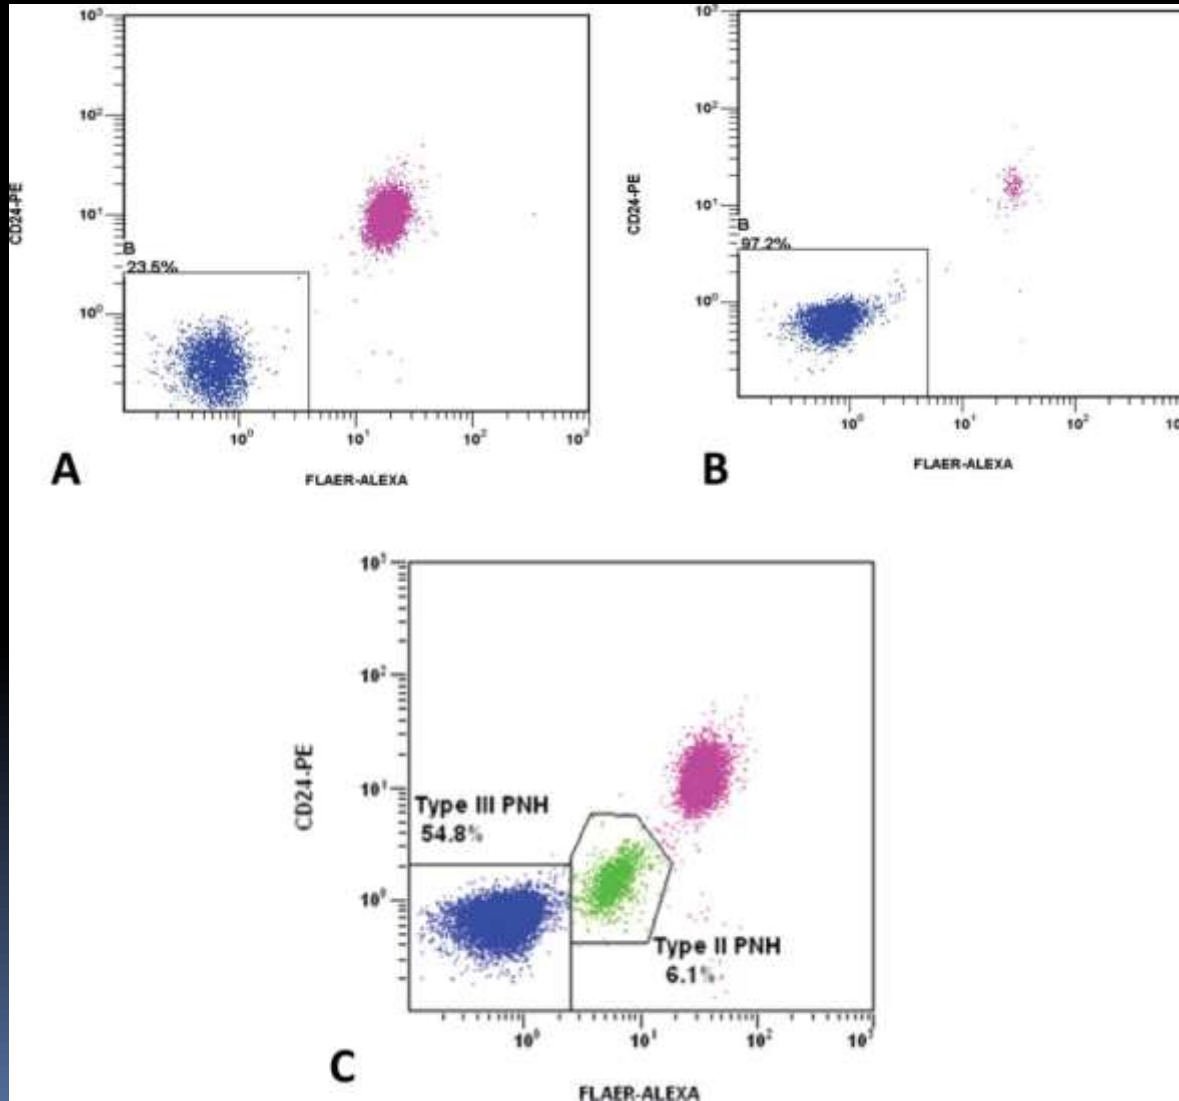 10³
10²
10¹
10⁰
CD24-PE
B
23.5%
10⁰
10¹
10²
10³
FLAER-ALEXA
A
10³
10²
10¹
10⁰
CD24-PE
B
97.2%
10⁰
10¹
10²
FLAER-ALEXA
B
10³
10²
10¹
10⁰
CD24-PE
Type III PNH
54.8%
Type II PNH
6.1%
10⁰
10¹
10²
10³
FLAER-ALEXA
C